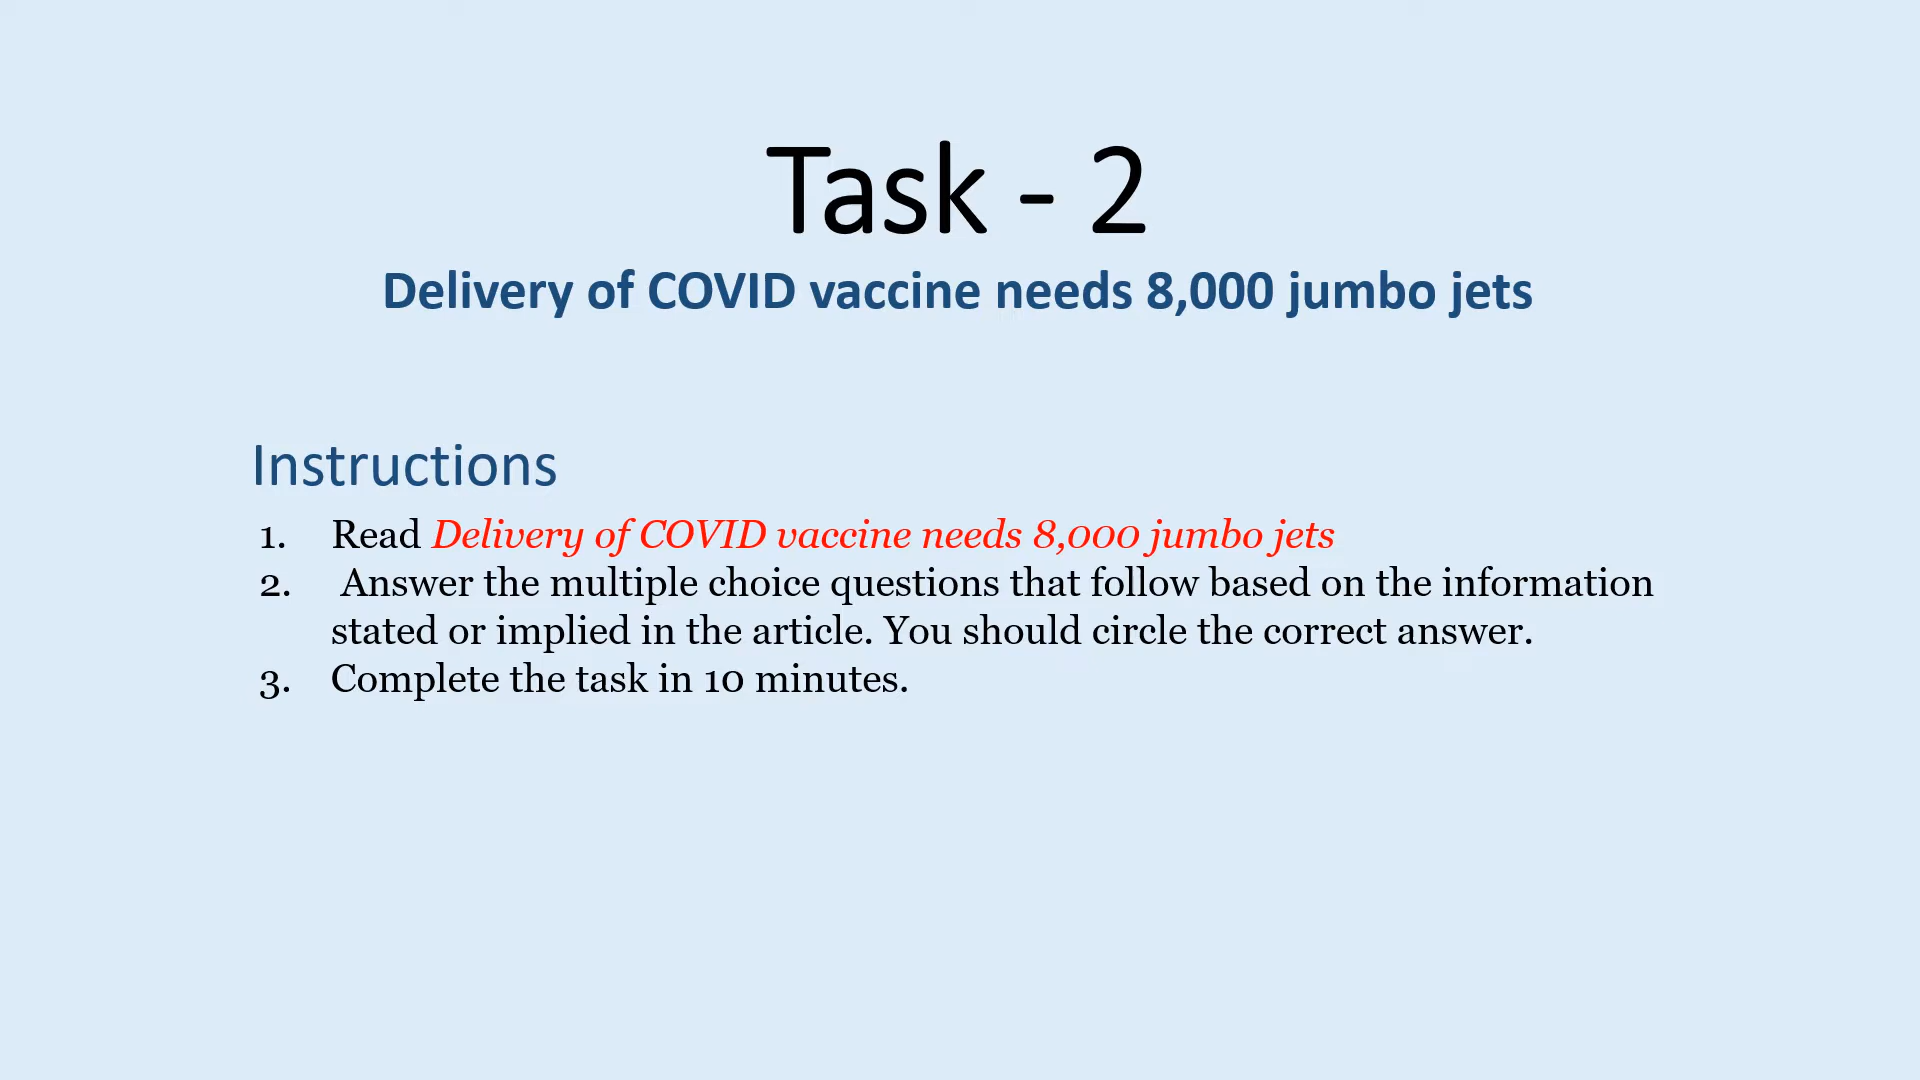 Task - 2
Delivery of COVID vaccine needs 8,000 jumbo jets
Instructions
1. Read Delivery of COVID vaccine needs 8,000 jumbo jets
2. Answer the multiple choice questions that follow based on the information
stated or implied in the article. You should circle the correct answer.
3. Complete the task in 10 minutes.